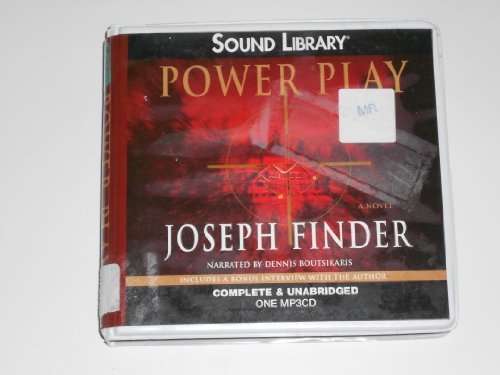 SOUND LIBRARY®
POWER PLAY
MR
A NOVEL
JOSEPH FINDER
NARRATED BY DENNIS BOUTSIKARIS
INCLUDES A BONUS INTERVIEW WITH THE AUTHOR
COMPLETE & UNABRIDGED
ONE MP3CD